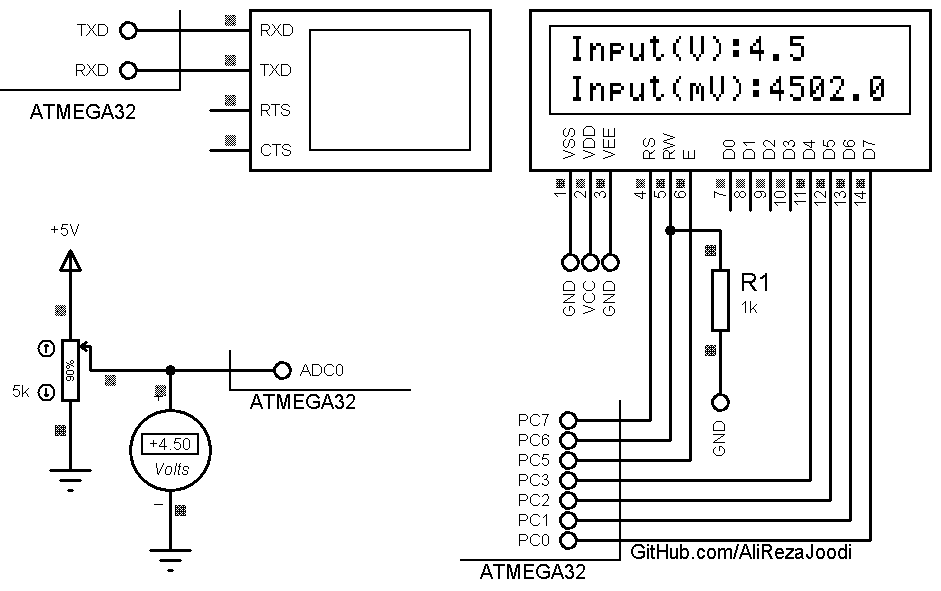 TXD
RXD
ATMEGA32
RXD
TXD
RTS
CTS
Input(V):4.5
Input(mV):4502.0
VSS
VDD
VEE
RS
RW
E
D0
D1
D2
D3
D4
D5
D6
D7
1
2
3
4
5
6
7
8
9
10
11
12
13
14
GND
VCC
GND
R1
1k
GND
+5V
90%
5k
ADC0
ATMEGA32
+
+4.50
Volts
−
PC7
PC6
PC5
PC3
PC2
PC1
PC0
ATMEGA32
GitHub.com/AliRezaJoodi